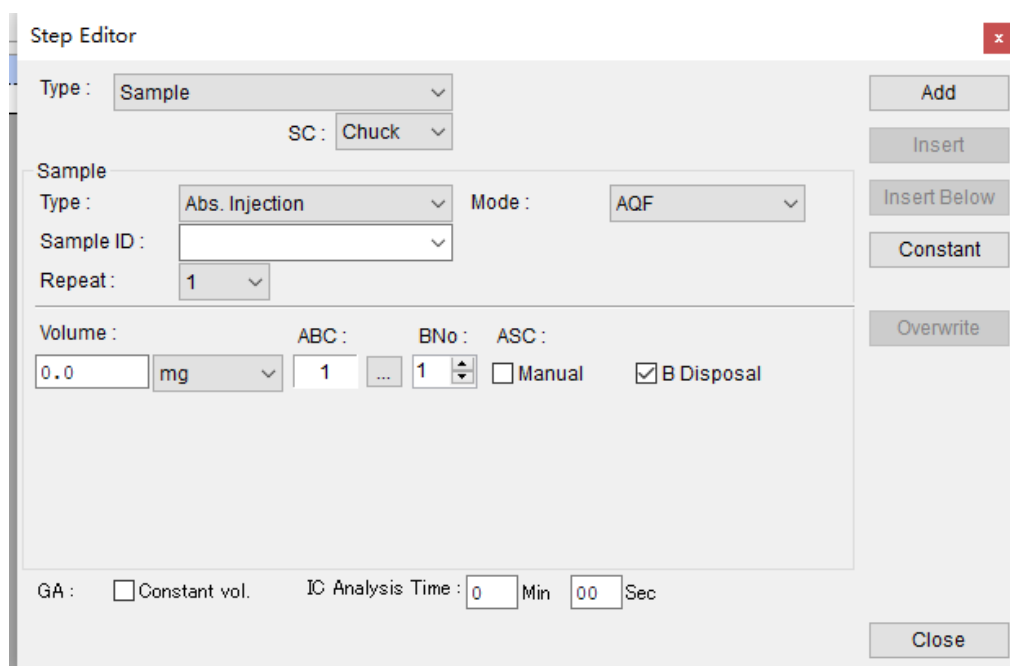 Step Editor x
Type : Sample Add
SC : Chuck Insert
Sample
Type : Abs. Injection Mode : AQF Insert Below
Sample ID : Constant
Repeat : 1
Volume : ABC : BNo : ASC : Overwrite
0.0 mg 1 ... 1 Manual B Disposal
GA : Constant vol. IC Analysis Time : 0 Min 00 Sec
Close